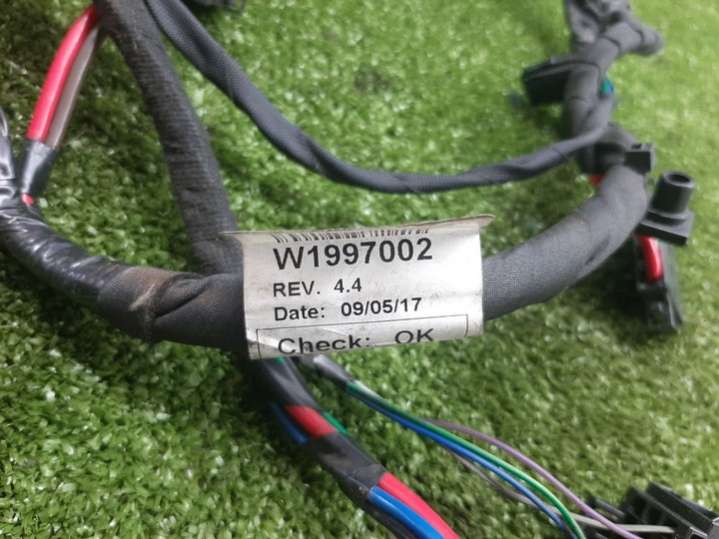 W1997002
REV. 4.4
Date: 09/05/17
Check: OK